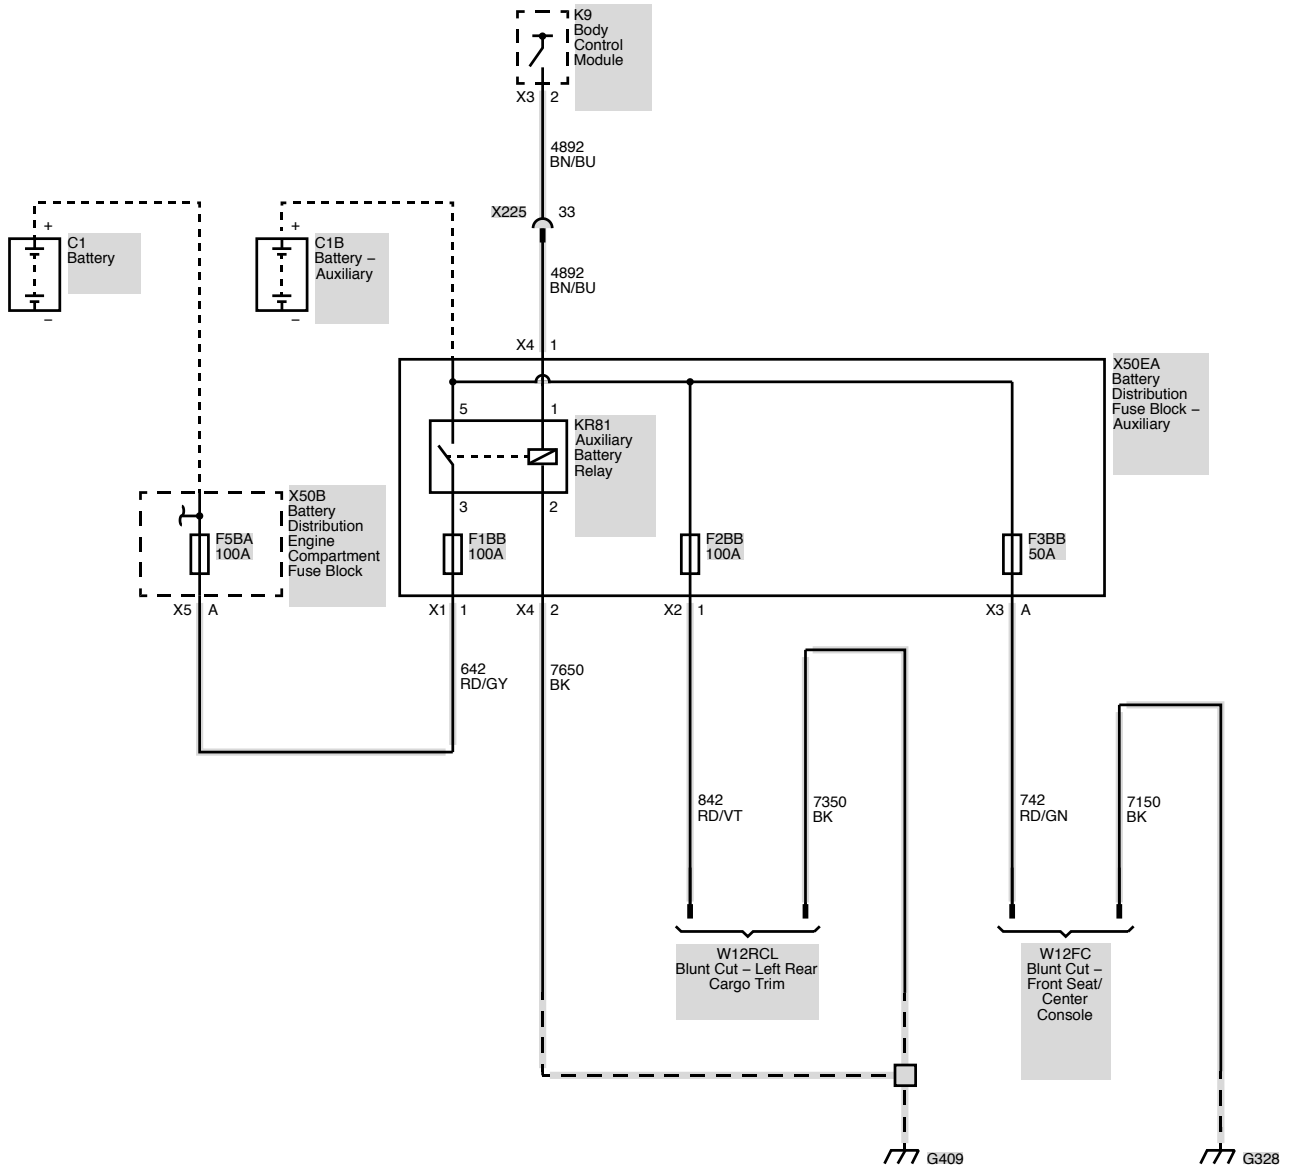 K9
Body
Control
Module
X3 2
4892
BN/BU
X225 33
+
C1
Battery
–
+
C1B
Battery –
Auxiliary
–
4892
BN/BU
X4 1
X50EA
Battery
Distribution
Fuse Block –
Auxiliary
5 1
KR81
Auxiliary
Battery
Relay
3 2
X50B
Battery
Distribution
Engine
Compartment
Fuse Block
F5BA
100A
F1BB
100A
F2BB
100A
F3BB
50A
X5 A
X1 1
X4 2
X2 1
X3 A
642
RD/GY
7650
BK
842
RD/VT
7350
BK
742
RD/GN
7150
BK
W12RCL
Blunt Cut – Left Rear
Cargo Trim
W12FC
Blunt Cut –
Front Seat/
Center
Console
G409
G328